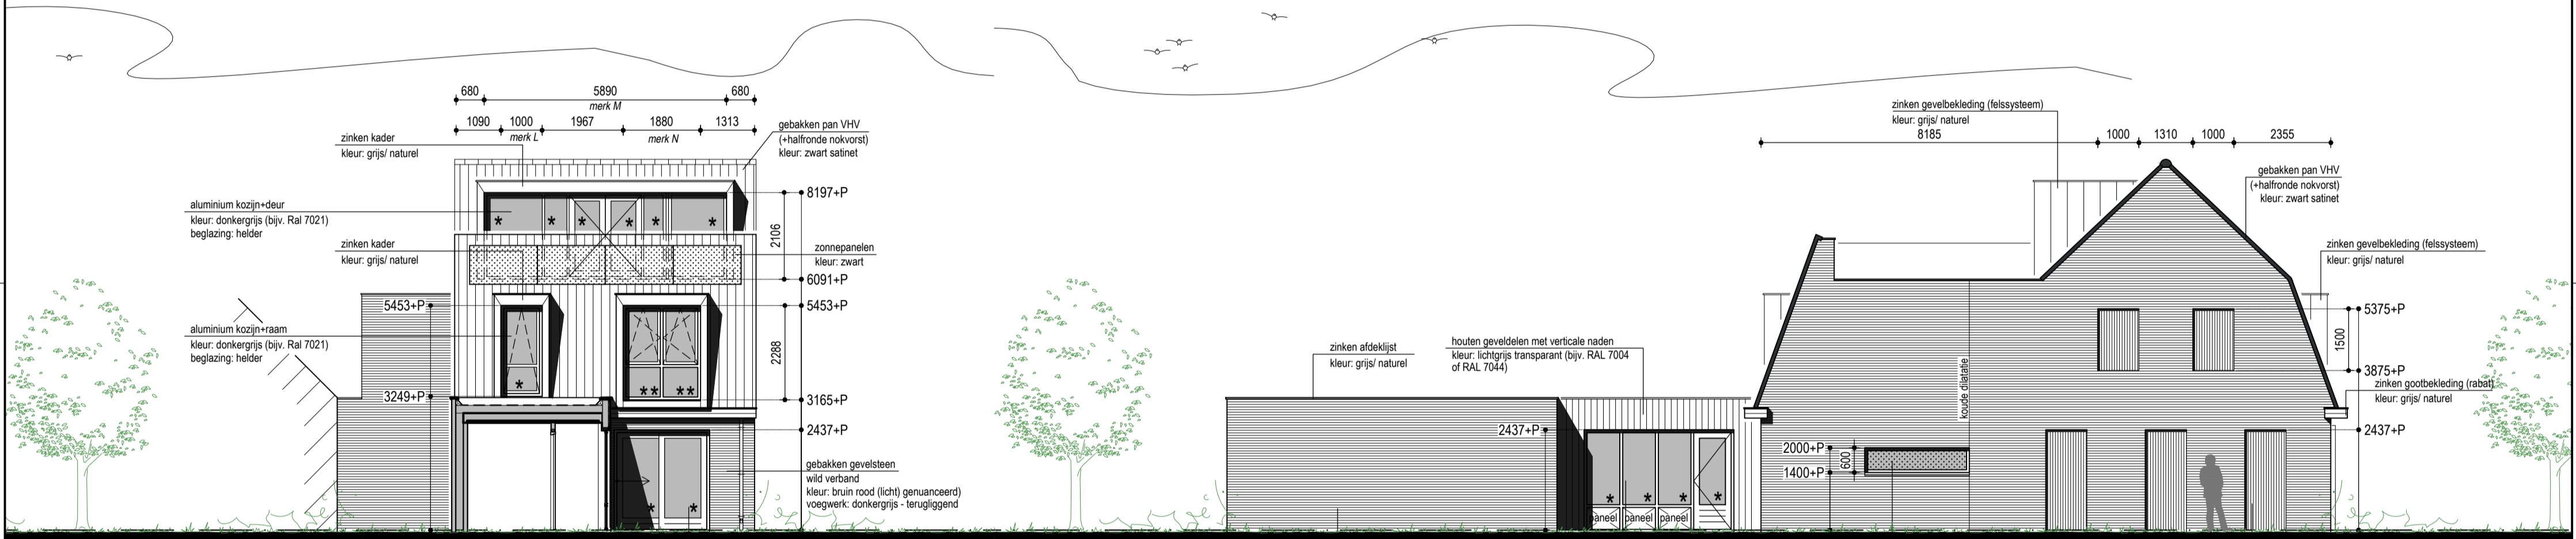 680
5890
680
merk M
1090
1000
1967
1880
1313
merk L
merk N
zinken kader
kleur: grijs/ naturel
gebakken pan VHV
(+halfronde nokvorst)
kleur: zwart satinet
aluminium kozijn+deur
kleur: donkergrijs (bijv. Ral 7021)
beglazing: helder
zinken kader
kleur: grijs/ naturel
8197+P
2106
zonnepanelen
kleur: zwart
6091+P
5453+P
5453+P
aluminium kozijn+raam
kleur: donkergrijs (bijv. Ral 7021)
beglazing: helder
2288
3249+P
3165+P
2437+P
gebakken gevelsteen
wild verband
kleur: bruin rood (licht) genuanceerd)
voegwerk: donkergrijs - terugliggend
zinken afdeklijst
kleur: grijs/ naturel
houten geveldelen met verticale naden
kleur: lichtgrijs transparant (bijv. RAL 7004
of RAL 7044)
2437+P
paneel
paneel
paneel
zinken gevelbekleding (felssysteem)
kleur: grijs/ naturel
8185
1000
1310
1000
2355
gebakken pan VHV
(+halfronde nokvorst)
kleur: zwart satinet
zinken gevelbekleding (felssysteem)
kleur: grijs/ naturel
5375+P
1500
3875+P
koude dilatatie
zinken gootbekleding (rabat)
kleur: grijs/ naturel
2437+P
2000+P
600
1400+P